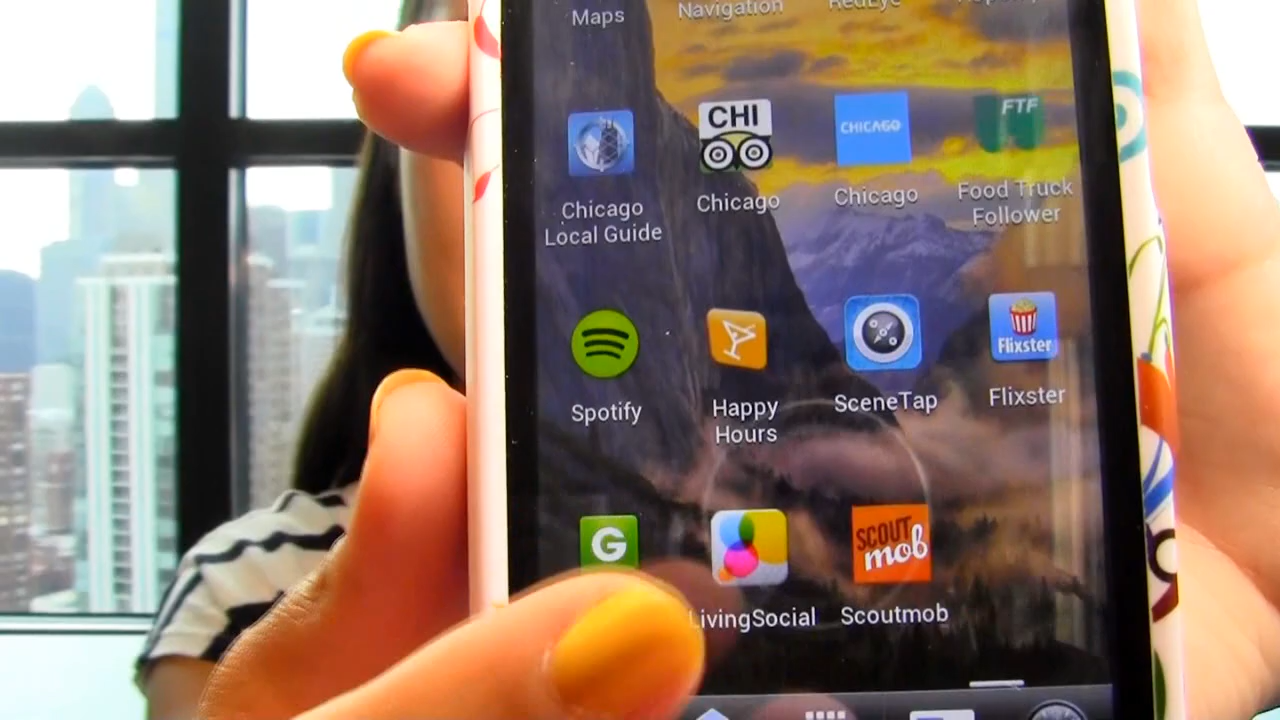 Maps
Navigation
RedEye
CHI
CHICAGO
FTF
Chicago
Local Guide
Chicago
Chicago
Food Truck
Follower
Flixster
Spotify
Happy
Hours
SceneTap
Flixster
G
SCOUT
mob
LivingSocial
Scoutmob